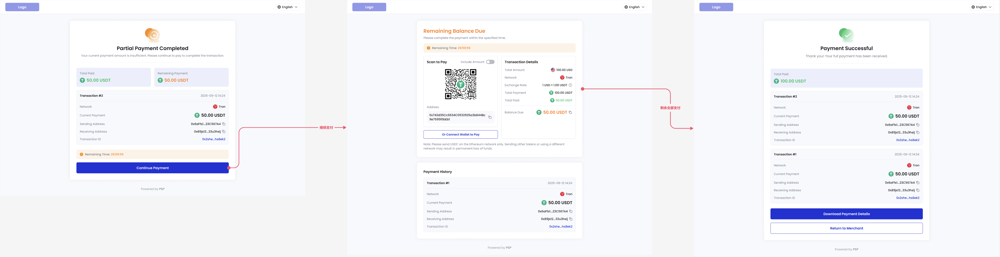 Logo
English
Partial Payment Completed
Your current payment amount is insufficient. Please continue to pay to complete the transaction.
Total Paid
50.00 USDT
Remaining Payment
50.00 USDT
Transaction #2
2025-09-12 14:24
Network
Tron
Current Payment
50.00 USDT
Sending Address
0x6aFfs1...23C567A4
Receiving Address
0x89js12...33u3hsij
Transaction ID
0x2she...hs8ek2
Remaining Time: 29:59:59
Continue Payment
Powered by PSP
继续支付
Logo
English
Remaining Balance Due
Please complete the payment within the specified time.
Remaining Time: 29:59:59
Scan to Pay
Include Amount
Address
0x742d35Cc6634C0532925a3b844Bc
9e7595f0bEb1
Or Connect Wallet to Pay
Transaction Details
Total Amount
100.00 USD
Network
Tron
Exchange Rate
1 USD = 1.00 USDT
Total Payment
100.00 USDT
Total Paid
50.00 USDT
Balance Due
50.00 USDT
Note: Please send USDC on the Ethereum network only. Sending other tokens or using a different
network may result in permanent loss of funds.
Payment History
Transaction #1
2025-09-12 14:24
Network
Tron
Current Payment
50.00 USDT
Sending Address
0x6aFfs1...23C567A4
Receiving Address
0x89js12...33u3hsij
Transaction ID
0x2she...hs8ek2
Powered by PSP
剩余全部支付
Logo
English
Payment Successful
Thank you! Your full payment has been received.
Total Paid
100.00 USDT
Transaction #2
2025-09-12 14:24
Network
Tron
Current Payment
50.00 USDT
Sending Address
0x6aFfs1...23C567A4
Receiving Address
0x89js12...33u3hsij
Transaction ID
0x2she...hs8ek2
Transaction #1
2025-09-12 14:24
Network
Tron
Current Payment
50.00 USDT
Sending Address
0x6aFfs1...23C567A4
Receiving Address
0x89js12...33u3hsij
Transaction ID
0x2she...hs8ek2
Download Payment Details
Return to Merchant
Powered by PSP